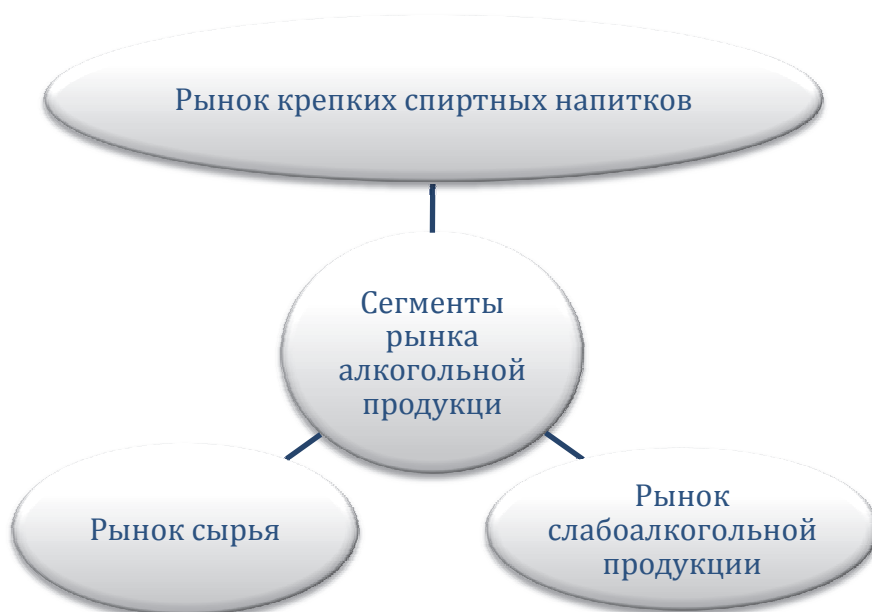 Рынок крепких спиртных напитков
Сегменты
рынка
алкогольной
продукци
Рынок сырья
Рынок
слабоалкогольной
продукции